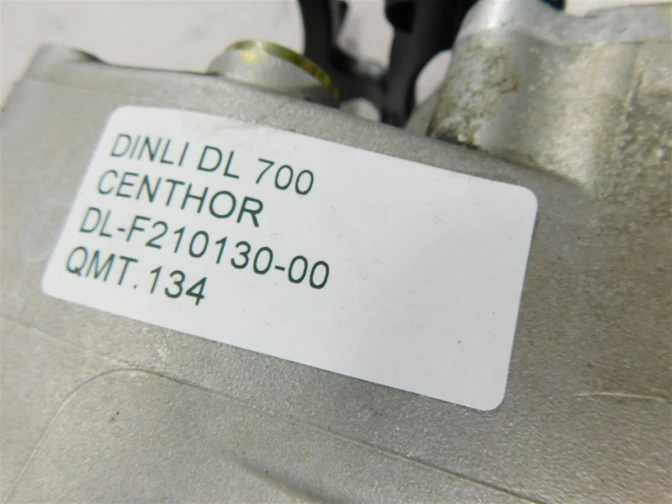 DINLI DL 700
CENTHOR
DL-F210130-00
QMT.134